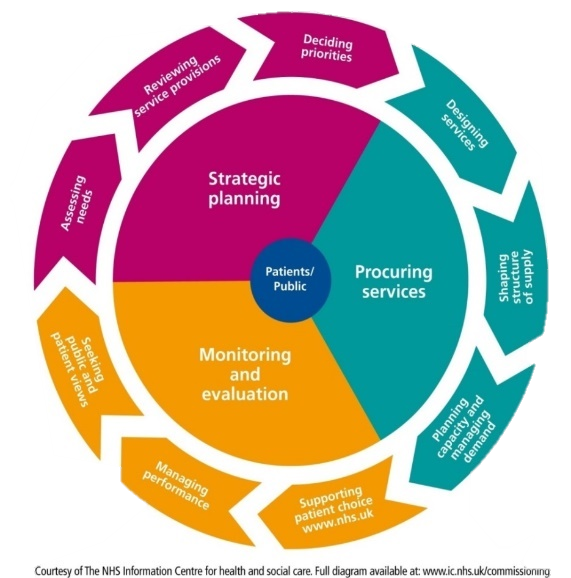 Deciding
priorities
Reviewing
service provisions
Assessing
needs
Designing
services
Shaping
structure
of supply
Planning
capacity and
managing
demand
Supporting
patient choice
www.nhs.uk
Managing
performance
Seeking
public and
patient views
Strategic
planning
Procuring
services
Monitoring
and
evaluation
Patients/
Public
Courtesy of The NHS Information Centre for health and social care. Full diagram available at: www.ic.nhs.uk/commissioning